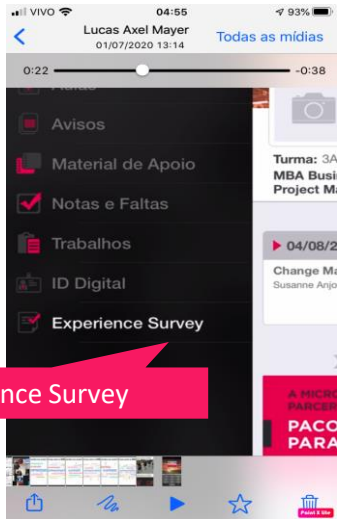 VIVO
04:55
93%
Lucas Axel Mayer
01/07/2020 13:14
Todas as mídias
0:22
-0:38
Avisos
Material de Apoio
Notas e Faltas
Trabalhos
ID Digital
Experience Survey
nce Survey
Turma: 3A
MBA Busi
Project Ma
04/08/2
Change Ma
Susanne Anjo
A MICRO
PARCER
PACO
PARA